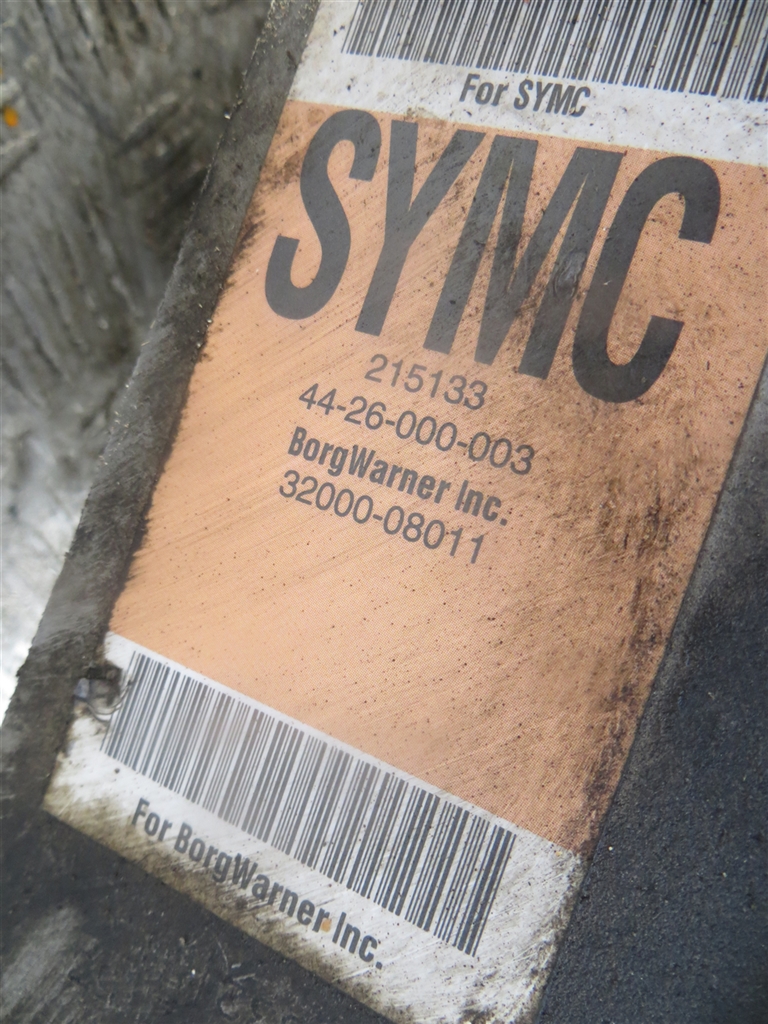 For SYMC
SYMC
215133
44-26-000-003
BorgWarner Inc.
32000-08011
For BorgWarner Inc.